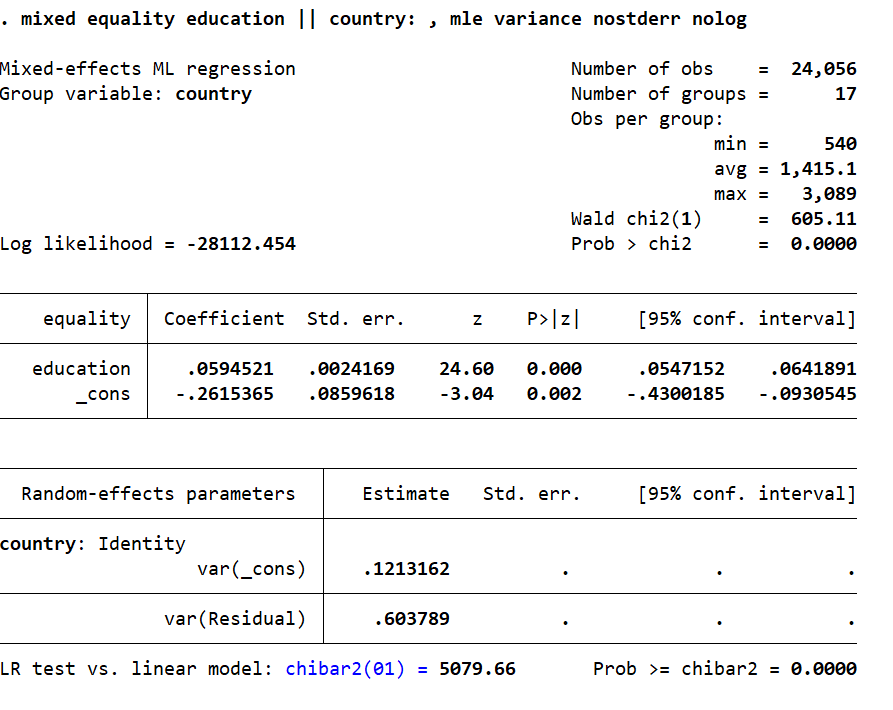 . mixed equality education || country: , mle variance nostderr nolog
Mixed-effects ML regression Number of obs = 24,056
Group variable: country Number of groups = 17
Obs per group:
min = 540
avg = 1,415.1
max = 3,089
Wald chi2(1) = 605.11
Log likelihood = -28112.454 Prob > chi2 = 0.0000
equality Coefficient Std. err. z P>|z| [95% conf. interval]
education .0594521 .0024169 24.60 0.000 .0547152 .0641891
_cons -.2615365 .0859618 -3.04 0.002 -.4300185 -.0930545
Random-effects parameters Estimate Std. err. [95% conf. interval]
country: Identity
var(_cons) .1213162 . . .
var(Residual) .603789 . . .
LR test vs. linear model: chibar2(01) = 5079.66 Prob >= chibar2 = 0.0000